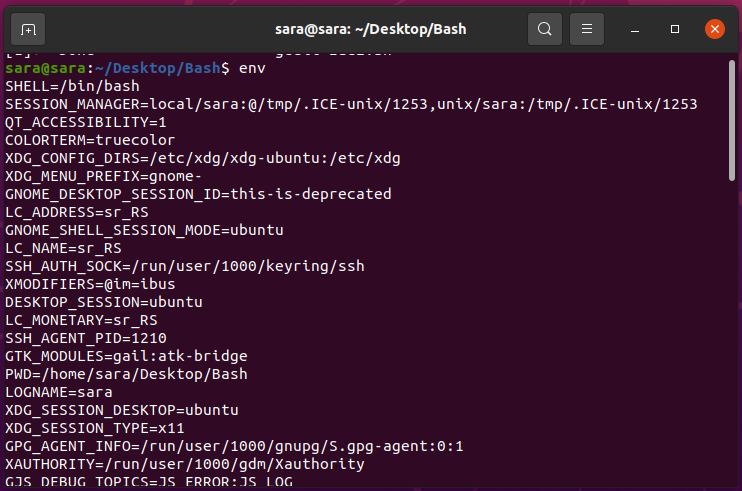 sara@sara: ~/Desktop/Bash
sara@sara:~/Desktop/Bash$ env
SHELL=/bin/bash
SESSION_MANAGER=local/sara:@/tmp/.ICE-unix/1253,unix/sara:/tmp/.ICE-unix/1253
QT_ACCESSIBILITY=1
COLORTERM=truecolor
XDG_CONFIG_DIRS=/etc/xdg/xdg-ubuntu:/etc/xdg
XDG_MENU_PREFIX=gnome-
GNOME_DESKTOP_SESSION_ID=this-is-deprecated
LC_ADDRESS=sr_RS
GNOME_SHELL_SESSION_MODE=ubuntu
LC_NAME=sr_RS
SSH_AUTH_SOCK=/run/user/1000/keyring/ssh
XMODIFIERS=@im=ibus
DESKTOP_SESSION=ubuntu
LC_MONETARY=sr_RS
SSH_AGENT_PID=1210
GTK_MODULES=gail:atk-bridge
PWD=/home/sara/Desktop/Bash
LOGNAME=sara
XDG_SESSION_DESKTOP=ubuntu
XDG_SESSION_TYPE=x11
GPG_AGENT_INFO=/run/user/1000/gnupg/S.gpg-agent:0:1
XAUTHORITY=/run/user/1000/gdm/Xauthority
GJS_DEBUG_TOPICS=JS ERROR;JS LOG